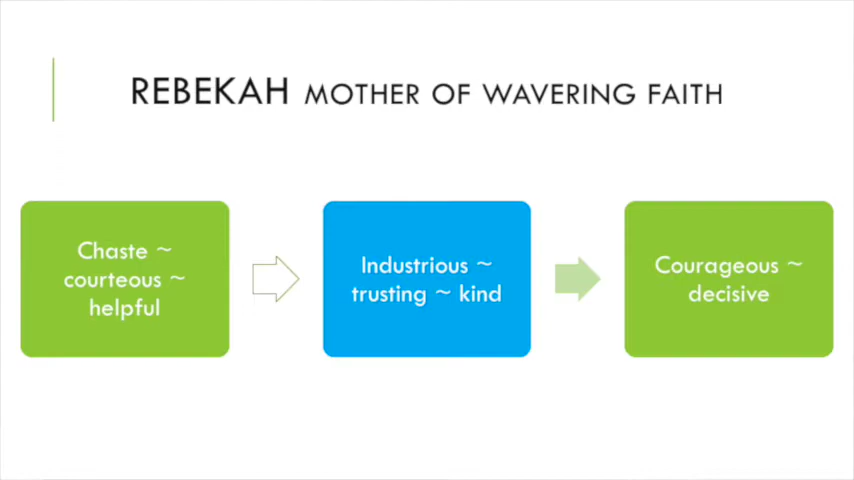 REBEKAH MOTHER OF WAVERING FAITH
Chaste ~
courteous ~
helpful
Industrious ~
trusting ~ kind
Courageous ~
decisive